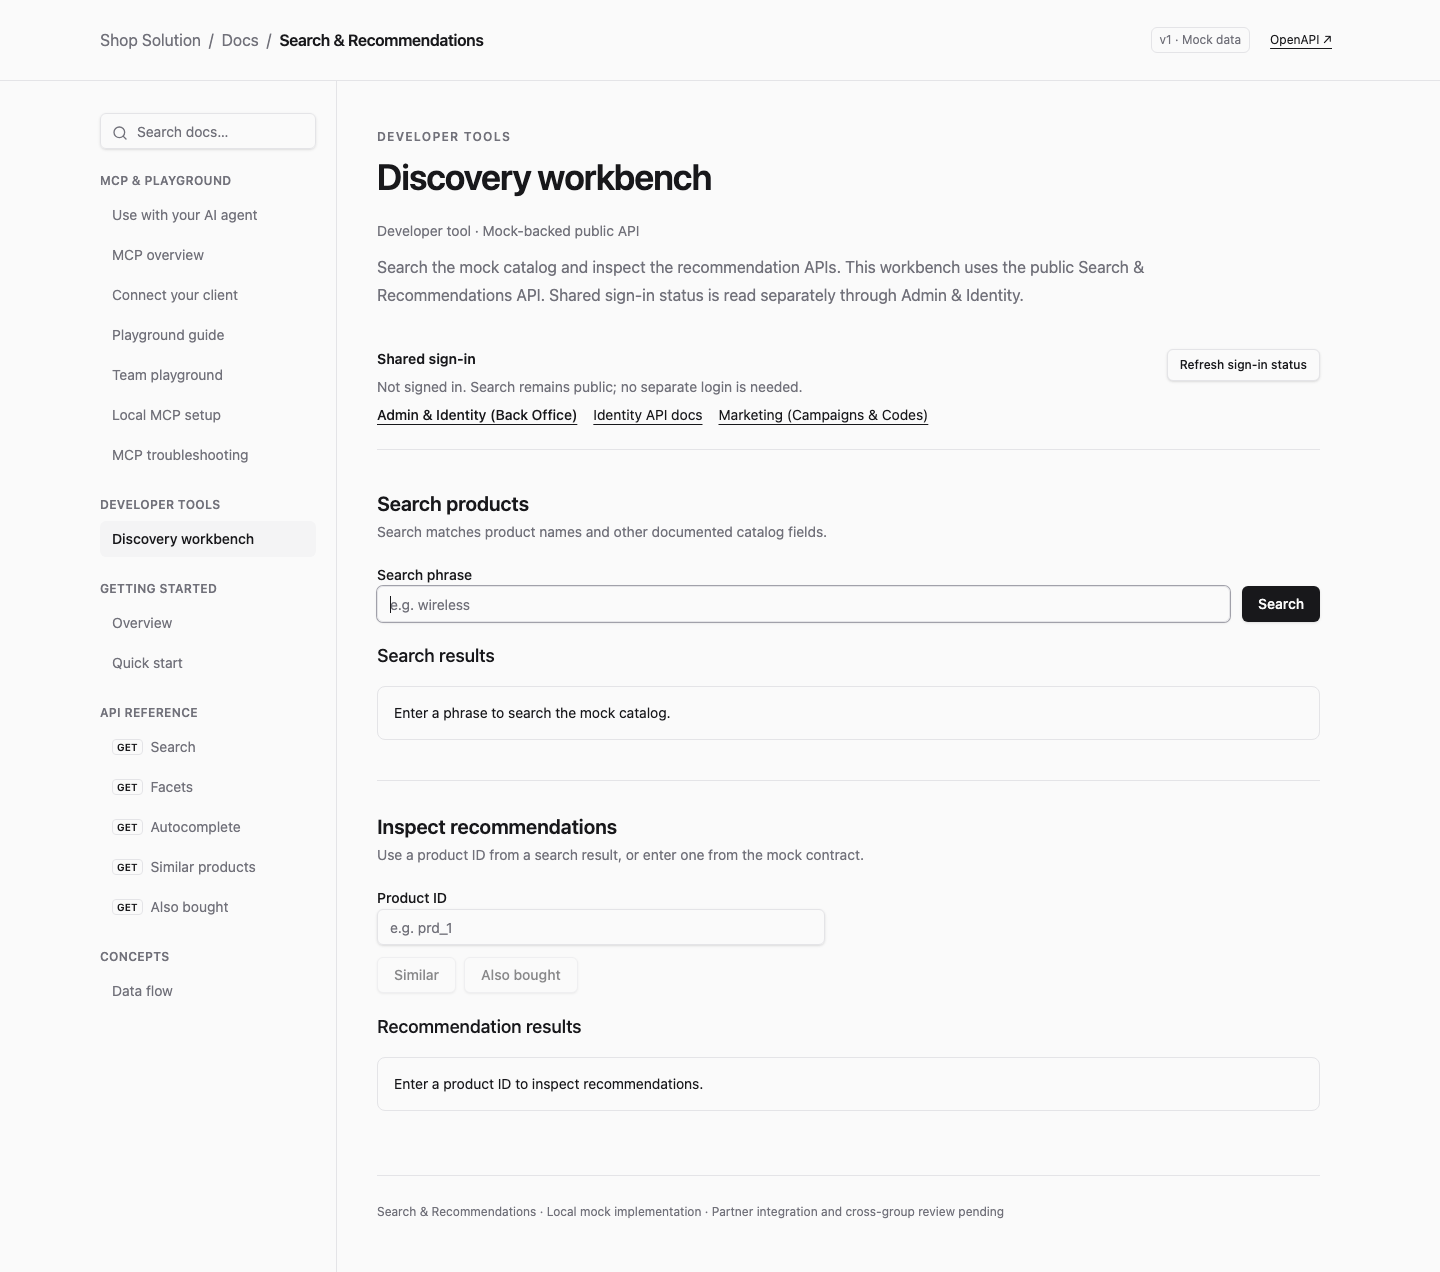 Shop Solution / Docs / Search & Recommendations
v1 · Mock data
OpenAPI ↗
Search docs...
MCP & PLAYGROUND
Use with your AI agent
MCP overview
Connect your client
Playground guide
Team playground
Local MCP setup
MCP troubleshooting
DEVELOPER TOOLS
Discovery workbench
GETTING STARTED
Overview
Quick start
API REFERENCE
GET Search
GET Facets
GET Autocomplete
GET Similar products
GET Also bought
CONCEPTS
Data flow
DEVELOPER TOOLS
Discovery workbench
Developer tool · Mock-backed public API
Search the mock catalog and inspect the recommendation APIs. This workbench uses the public Search &
Recommendations API. Shared sign-in status is read separately through Admin & Identity.
Shared sign-in
Refresh sign-in status
Not signed in. Search remains public; no separate login is needed.
Admin & Identity (Back Office) Identity API docs Marketing (Campaigns & Codes)
Search products
Search matches product names and other documented catalog fields.
Search phrase
e.g. wireless
Search
Search results
Enter a phrase to search the mock catalog.
Inspect recommendations
Use a product ID from a search result, or enter one from the mock contract.
Product ID
e.g. prd_1
Similar Also bought
Recommendation results
Enter a product ID to inspect recommendations.
Search & Recommendations · Local mock implementation · Partner integration and cross-group review pending